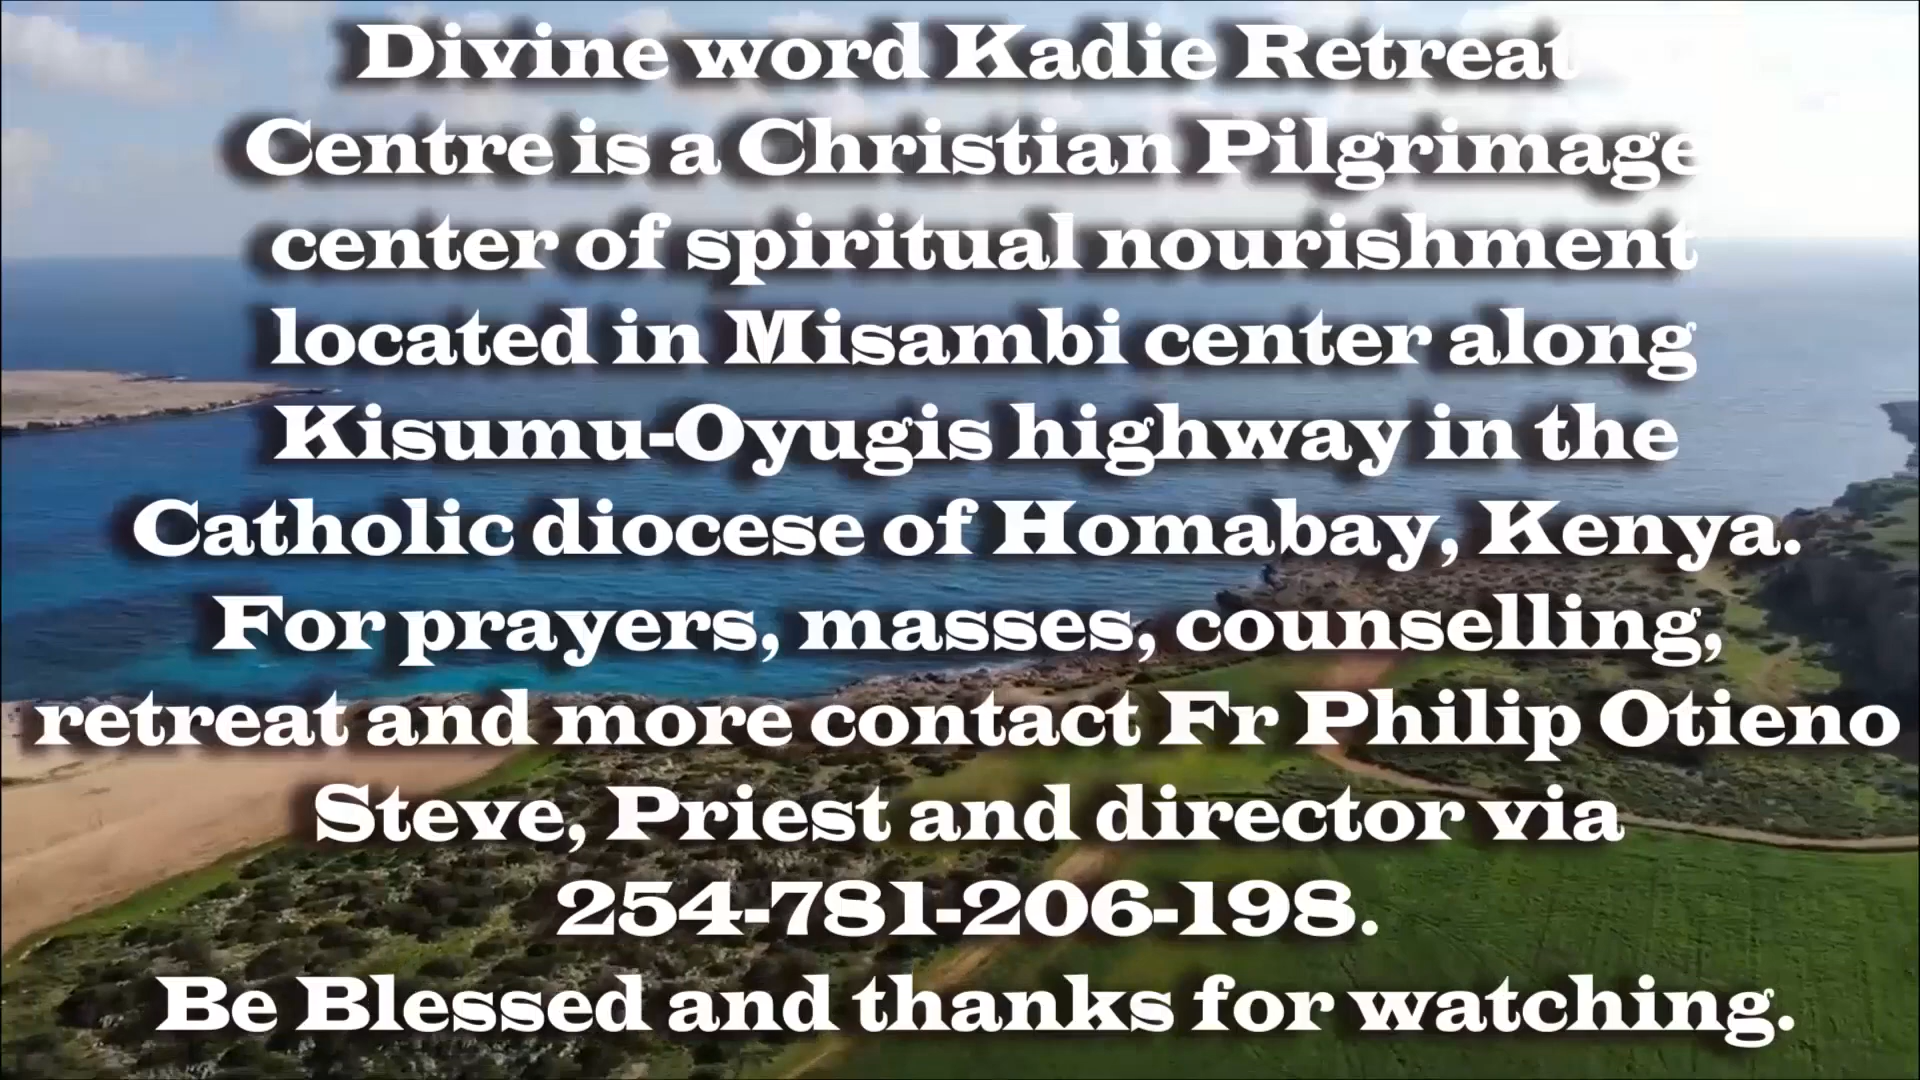 Divine word Kadie Retreat
Centre is a Christian Pilgrimage
center of spiritual nourishment
located in Misambi center along
Kisumu-Oyugis highway in the
Catholic diocese of Homabay, Kenya.
For prayers, masses, counselling,
retreat and more contact Fr Philip Otieno
Steve, Priest and director via
254-781-206-198.
Be Blessed and thanks for watching.